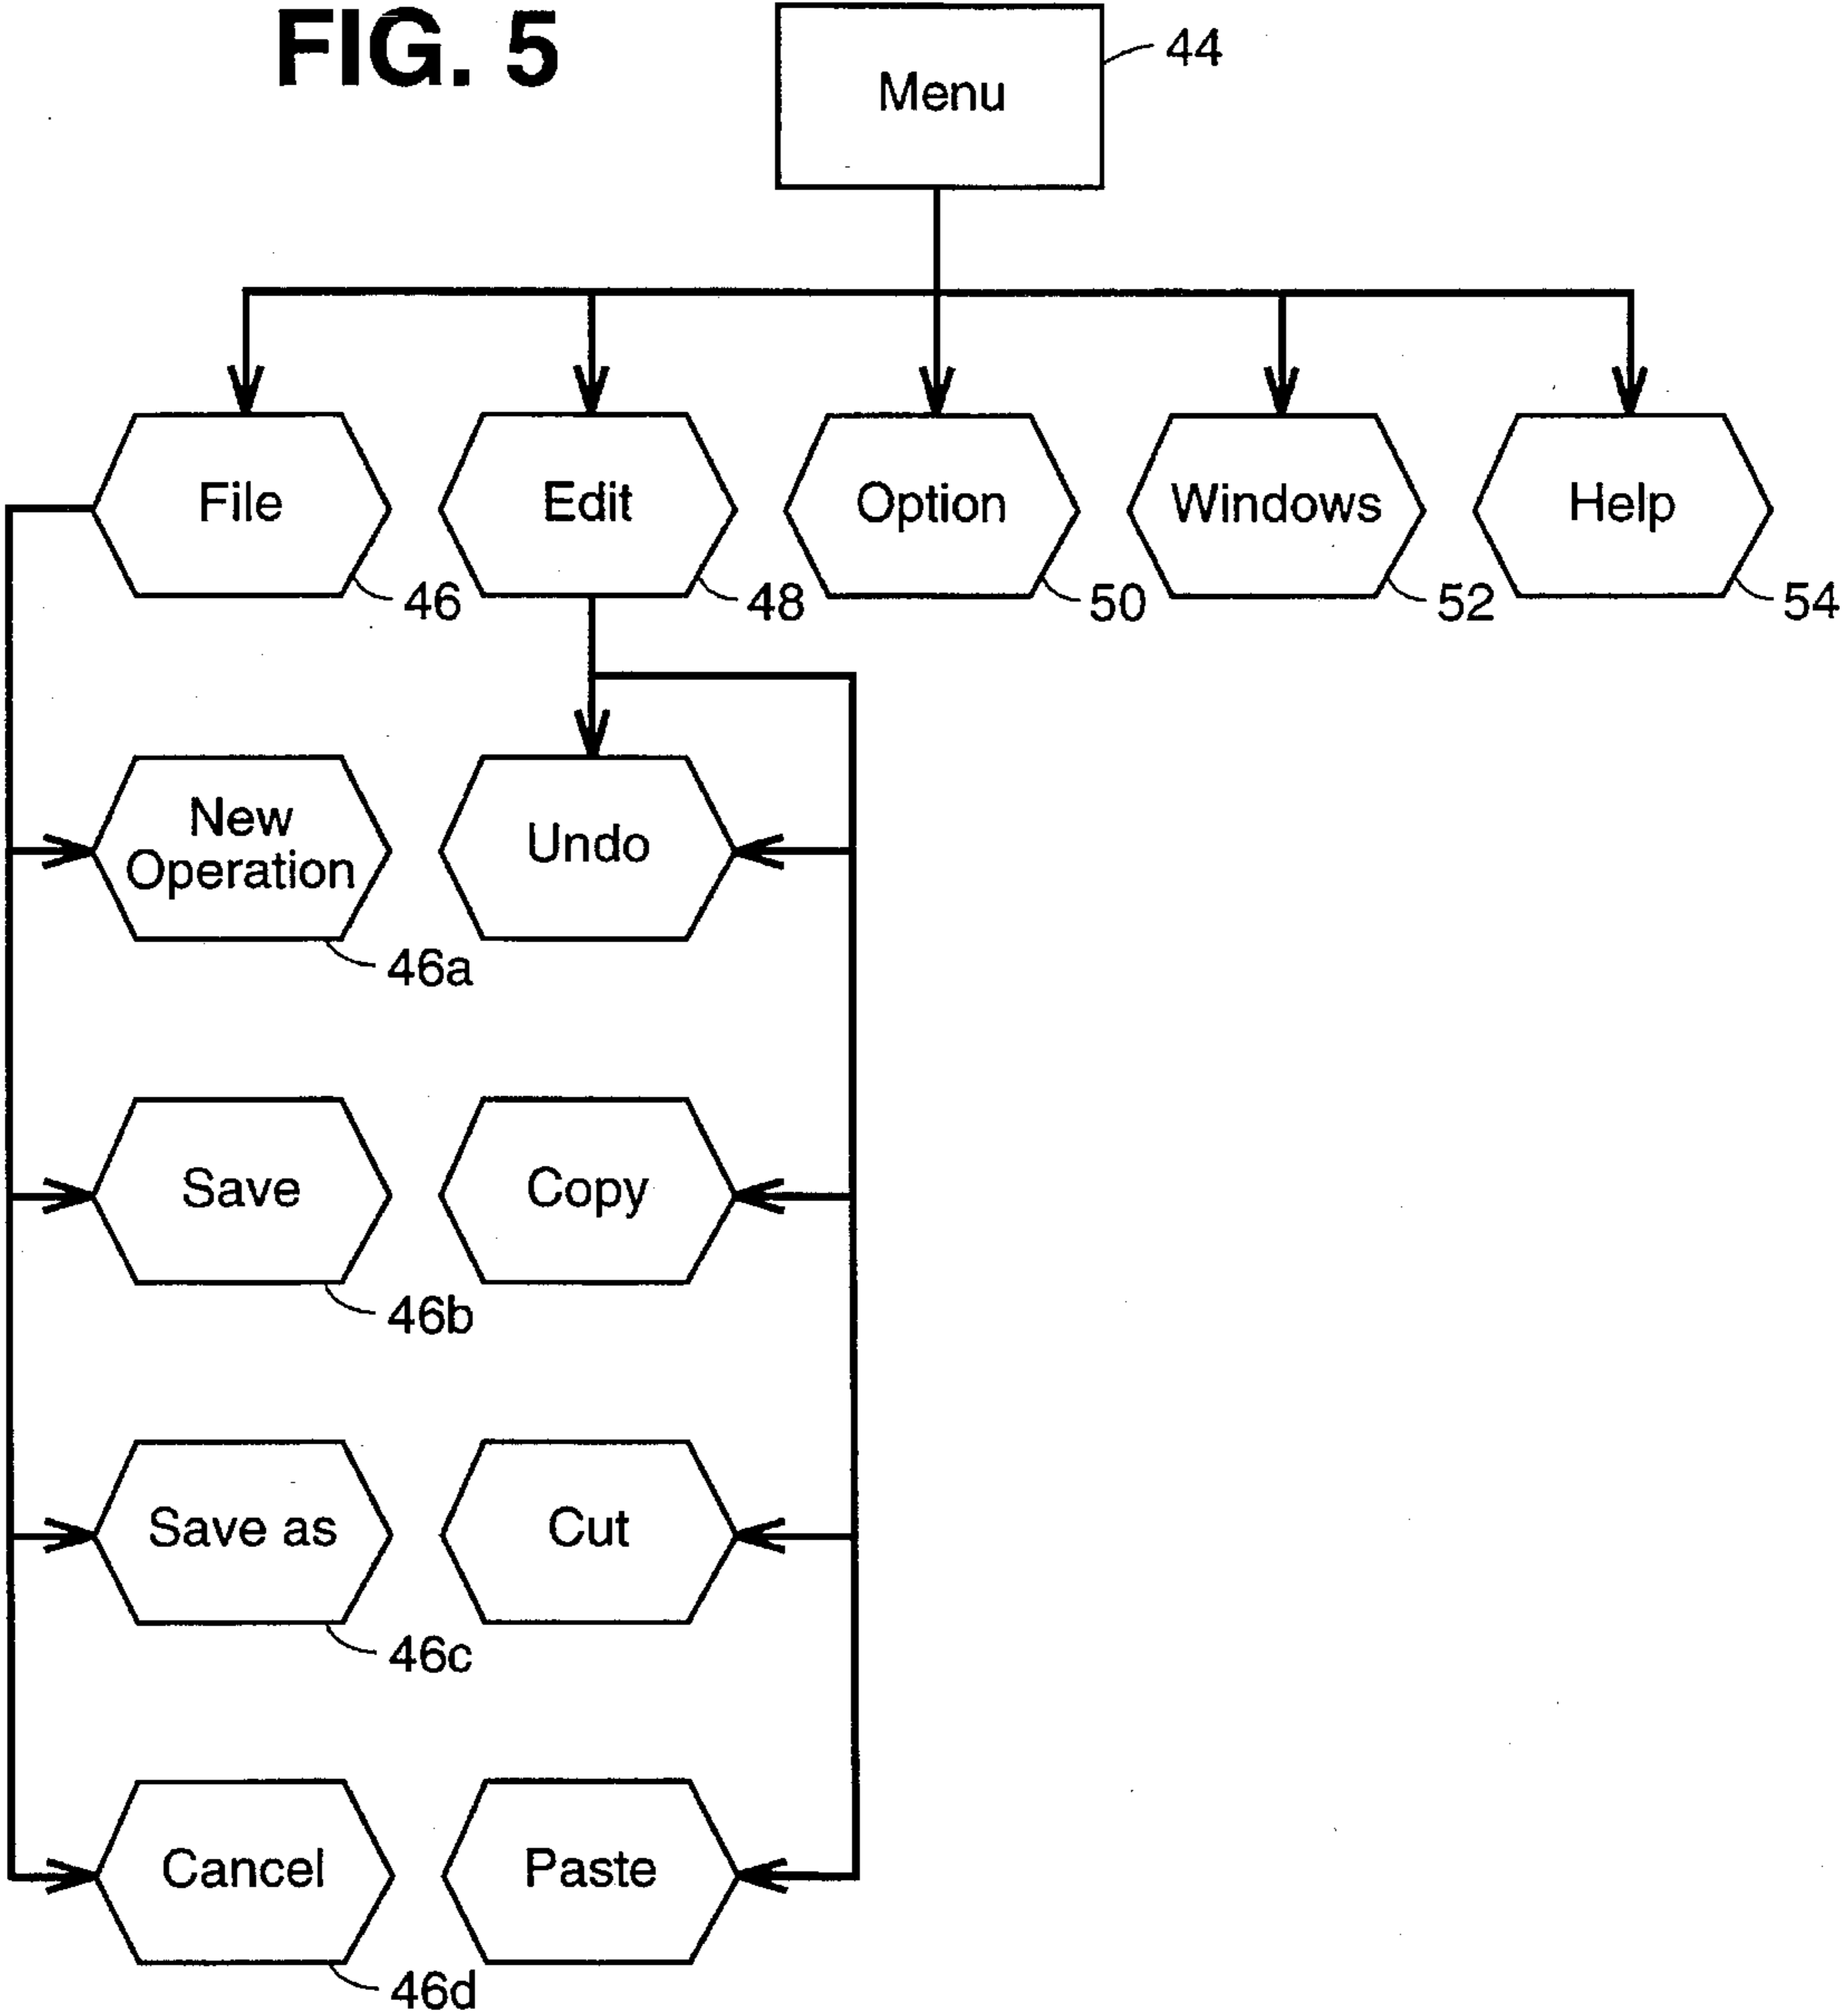 FIG. 5
Menu
44
File
Edit
Option
Windows
Help
46
48
50
52
54
New
Operation
Undo
46a
Save
Copy
46b
Save as
Cut
46c
Cancel
Paste
46d